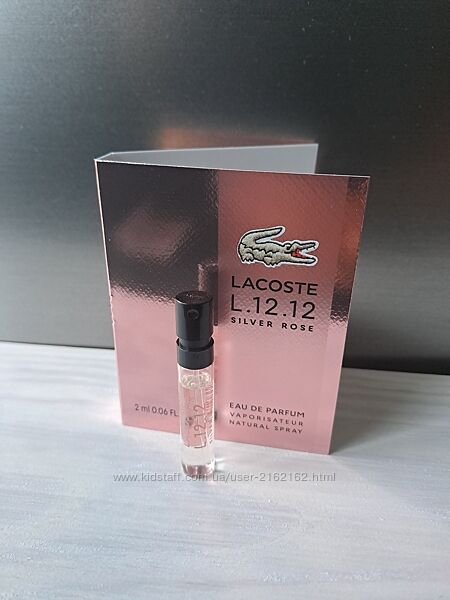 LACOSTE
L.12.12
SILVER ROSE
EAU DE PARFUM
VAPORISATEUR
NATURAL SPRAY
2 ml 0.06 FL
L.12.12
www.kidstaff.com.ua/user-2162162.html